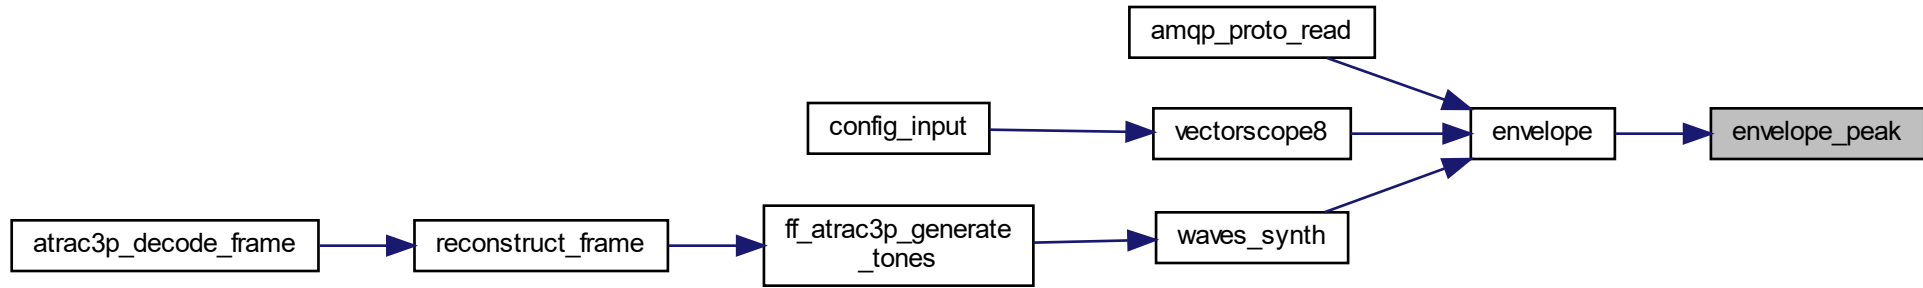 amqp_proto_read
config_input
vectorscope8
envelope
envelope_peak
atrac3p_decode_frame
reconstruct_frame
ff_atrac3p_generate
_tones
waves_synth